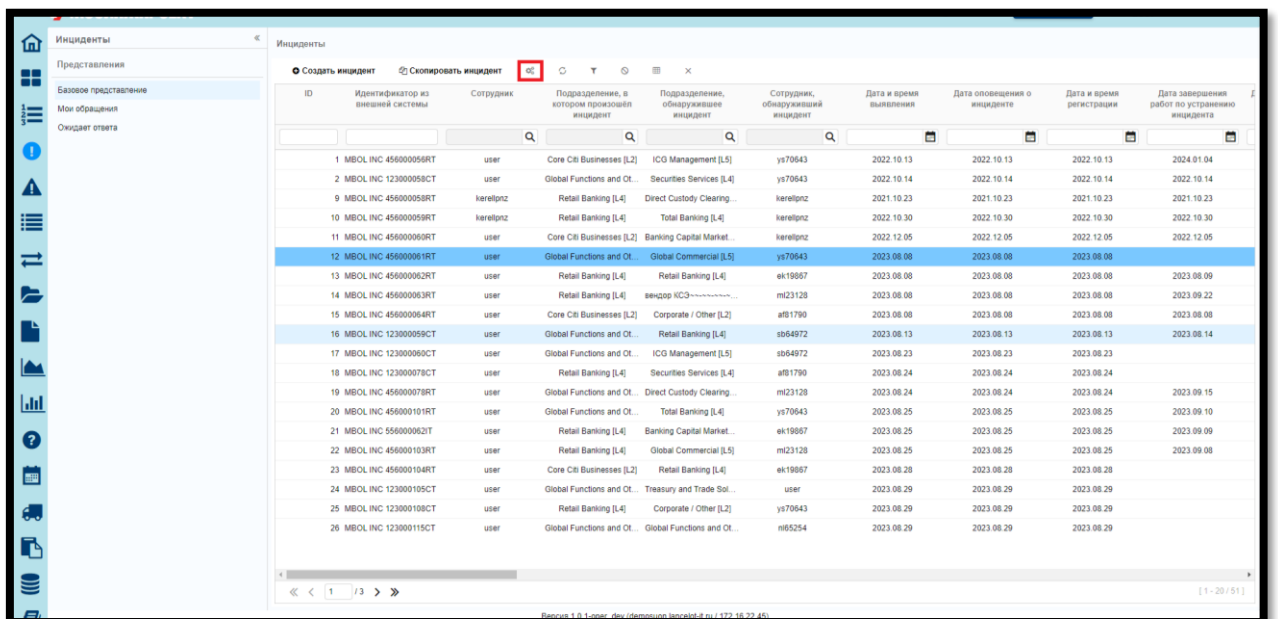 Инциденты
Представления
Базовое представление
Мои обращения
Ожидает ответа
Инциденты
Создать инцидент Скопировать инцидент
ID Идентификатор из внешней системы Сотрудник Подразделение, в котором произошёл инцидент Подразделение, обнаружившее инцидент Сотрудник, обнаруживший инцидент Дата и время выявления Дата оповещения о инциденте Дата и время регистрации Дата завершения работ по устранению инцидента
1 MBOL INC 456000056RT user Core Citi Businesses [L2] ICG Management [L5] ys70643 2022.10.13 2022.10.13 2022.10.13 2024.01.04
2 MBOL INC 123000058CT user Global Functions and Ot... Securities Services [L4] ys70643 2022.10.14 2022.10.14 2022.10.14 2022.10.14
9 MBOL INC 456000058RT kerellpnz Retail Banking [L4] Direct Custody Clearing... kerellpnz 2021.10.23 2021.10.23 2021.10.23 2021.10.23
10 MBOL INC 456000059RT kerellpnz Retail Banking [L4] Total Banking [L4] kerellpnz 2022.10.30 2022.10.30 2022.10.30 2022.10.30
11 MBOL INC 456000060RT user Core Citi Businesses [L2] Banking Capital Market... kerellpnz 2022.12.05 2022.12.05 2022.12.05 2022.12.05
12 MBOL INC 456000061RT user Global Functions and Ot... Global Commercial [L5] ys70643 2023.08.08 2023.08.08 2023.08.08
13 MBOL INC 456000062RT user Retail Banking [L4] Retail Banking [L4] ek19867 2023.08.08 2023.08.08 2023.08.08 2023.08.09
14 MBOL INC 456000063RT user Retail Banking [L4] вендор КСЭ~~~~~~~... ml23128 2023.08.08 2023.08.08 2023.08.08 2023.09.22
15 MBOL INC 456000064RT user Core Citi Businesses [L2] Corporate / Other [L2] af81790 2023.08.08 2023.08.08 2023.08.08 2023.08.08
16 MBOL INC 123000059CT user Global Functions and Ot... Retail Banking [L4] sb64972 2023.08.13 2023.08.13 2023.08.13 2023.08.14
17 MBOL INC 123000060CT user Global Functions and Ot... ICG Management [L5] sb64972 2023.08.23 2023.08.23 2023.08.23
18 MBOL INC 123000078CT user Retail Banking [L4] Securities Services [L4] af81790 2023.08.24 2023.08.24 2023.08.24
19 MBOL INC 456000078RT user Global Functions and Ot... Direct Custody Clearing... ml23128 2023.08.24 2023.08.24 2023.08.24 2023.09.15
20 MBOL INC 456000101RT user Global Functions and Ot... Total Banking [L4] ys70643 2023.08.25 2023.08.25 2023.08.25 2023.09.10
21 MBOL INC 556000062IT user Retail Banking [L4] Banking Capital Market... ek19867 2023.08.25 2023.08.25 2023.08.25 2023.09.09
22 MBOL INC 456000103RT user Retail Banking [L4] Global Commercial [L5] ml23128 2023.08.25 2023.08.25 2023.08.25 2023.09.08
23 MBOL INC 456000104RT user Core Citi Businesses [L2] Retail Banking [L4] ek19867 2023.08.28 2023.08.28 2023.08.28
24 MBOL INC 123000105CT user Global Functions and Ot... Treasury and Trade Sol... user 2023.08.29 2023.08.29 2023.08.29
25 MBOL INC 123000108CT user Retail Banking [L4] Corporate / Other [L2] ys70643 2023.08.29 2023.08.29 2023.08.29
26 MBOL INC 123000115CT user Global Functions and Ot... Global Functions and Ot... nl65254 2023.08.29 2023.08.29 2023.08.29
1 /3 [ 1 - 20 / 51 ]
Версия 1.0.1-oper_dev (demosuop.lancelot-it.ru / 172.16.22.45)